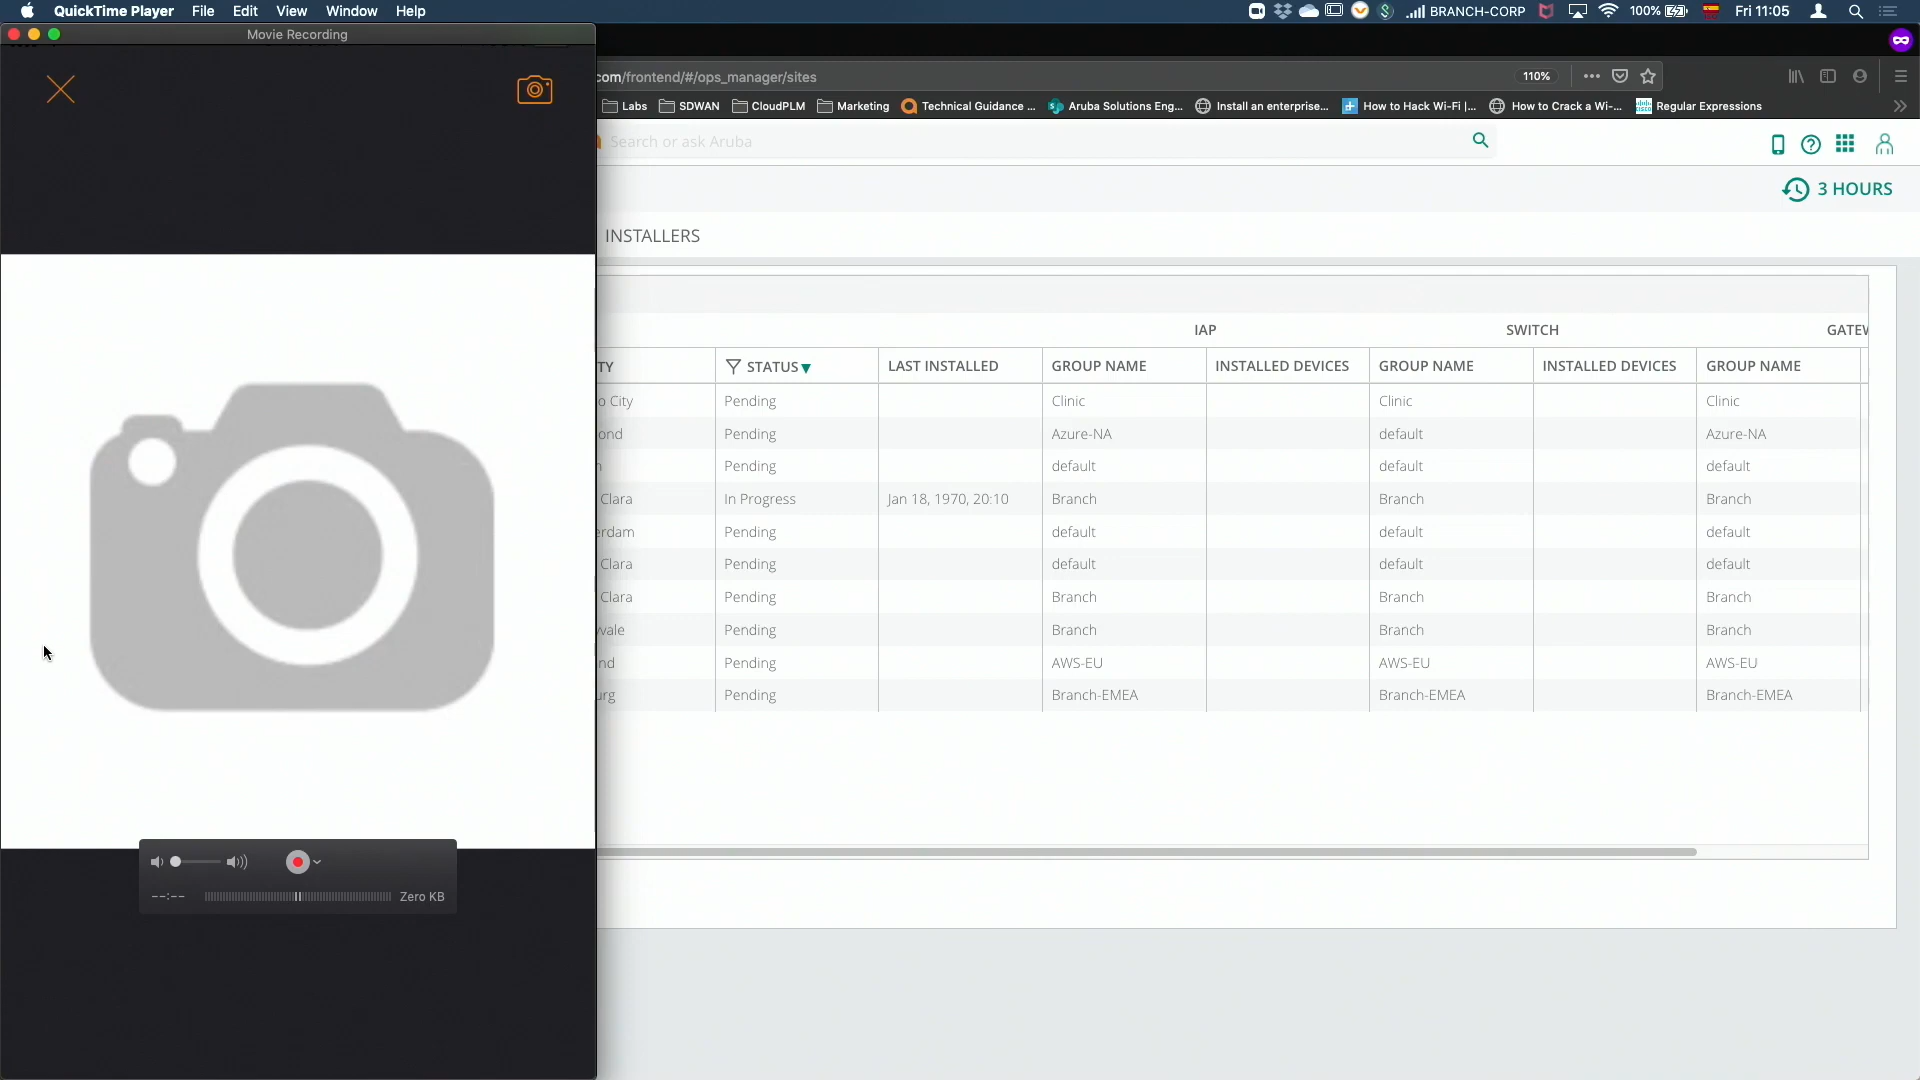 QuickTime Player File Edit View Window Help BRANCH-CORP 100% Fri 11:05
Movie Recording
com/frontend/#/ops_manager/sites 110%
Labs SDWAN CloudPLM Marketing Technical Guidance ... Aruba Solutions Eng... Install an enterprise... How to Hack Wi-Fi |... How to Crack a Wi-... Regular Expressions
Search or ask Aruba
3 HOURS
INSTALLERS
IAP SWITCH GATEW
TY STATUS LAST INSTALLED GROUP NAME INSTALLED DEVICES GROUP NAME INSTALLED DEVICES GROUP NAME
o City Pending Clinic Clinic Clinic
ond Pending Azure-NA default Azure-NA
n Pending default default default
Clara In Progress Jan 18, 1970, 20:10 Branch Branch Branch
erdam Pending default default default
Clara Pending default default default
Clara Pending Branch Branch Branch
vale Pending Branch Branch Branch
nd Pending AWS-EU AWS-EU AWS-EU
urg Pending Branch-EMEA Branch-EMEA Branch-EMEA
--:-- Zero KB